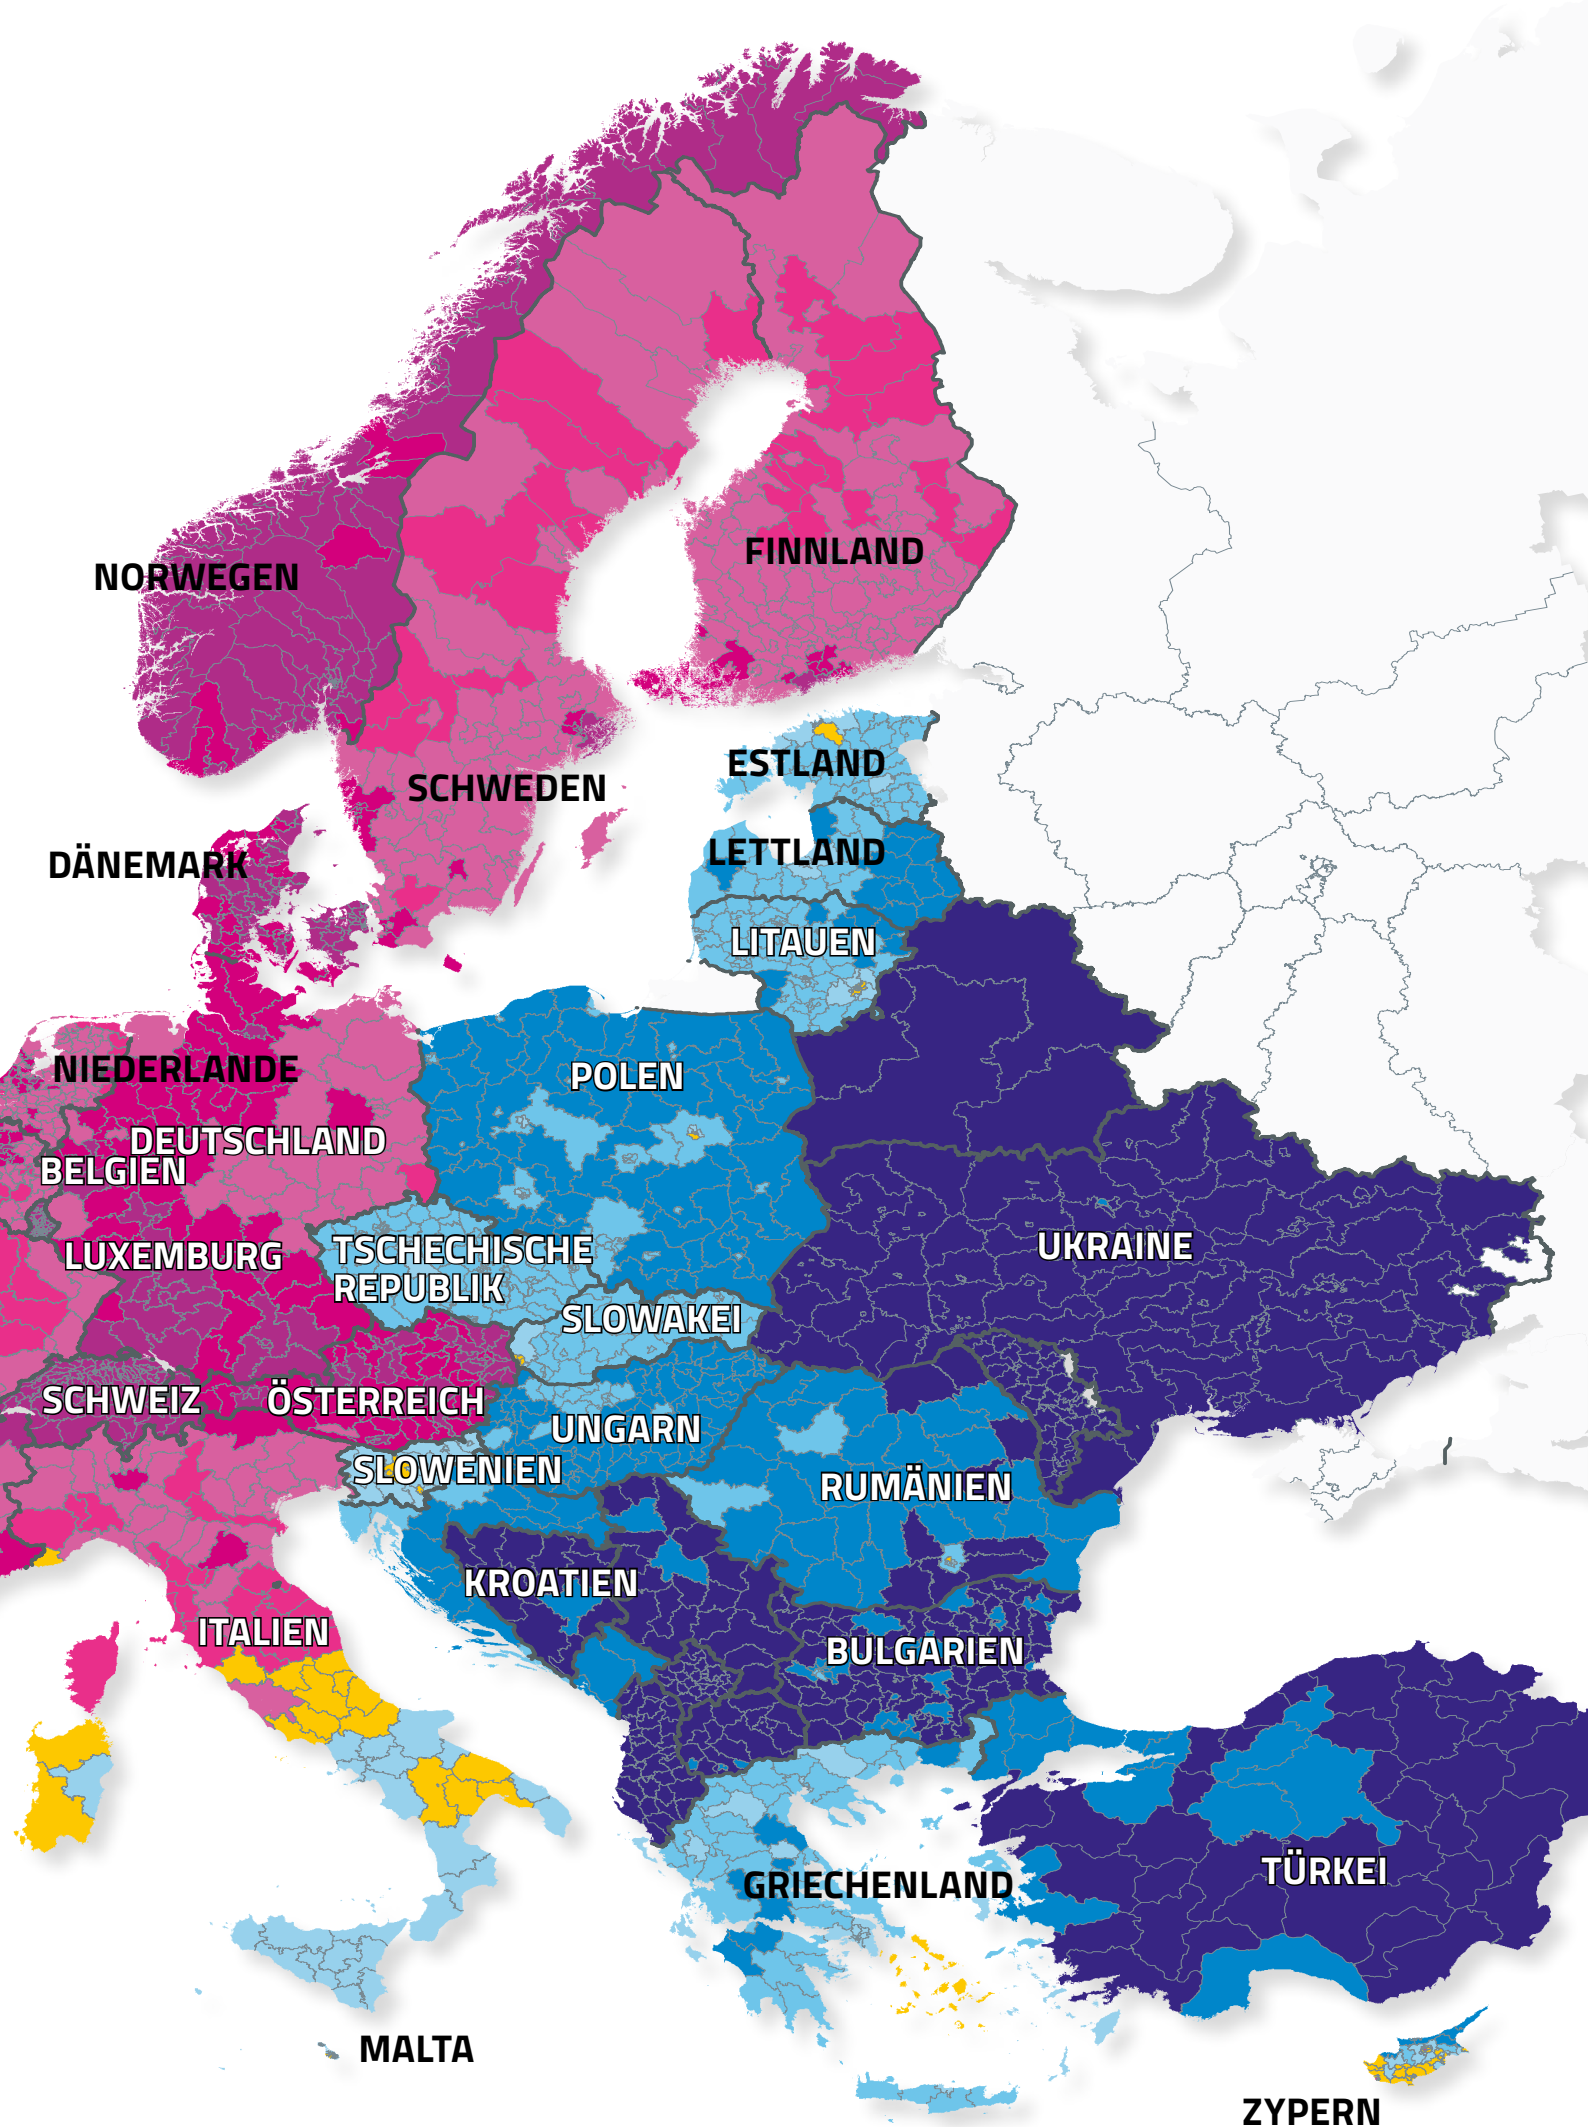 NORWEGEN
FINNLAND
SCHWEDEN
ESTLAND
DÄNEMARK
LETTLAND
LITAUEN
NIEDERLANDE
POLEN
DEUTSCHLAND
BELGIEN
LUXEMBURG
TSCHECHISCHE
REPUBLIK
UKRAINE
SLOWAKEI
SCHWEIZ
ÖSTERREICH
UNGARN
SLOWENIEN
RUMÄNIEN
KROATIEN
ITALIEN
BULGARIEN
TÜRKEI
GRIECHENLAND
MALTA
ZYPERN